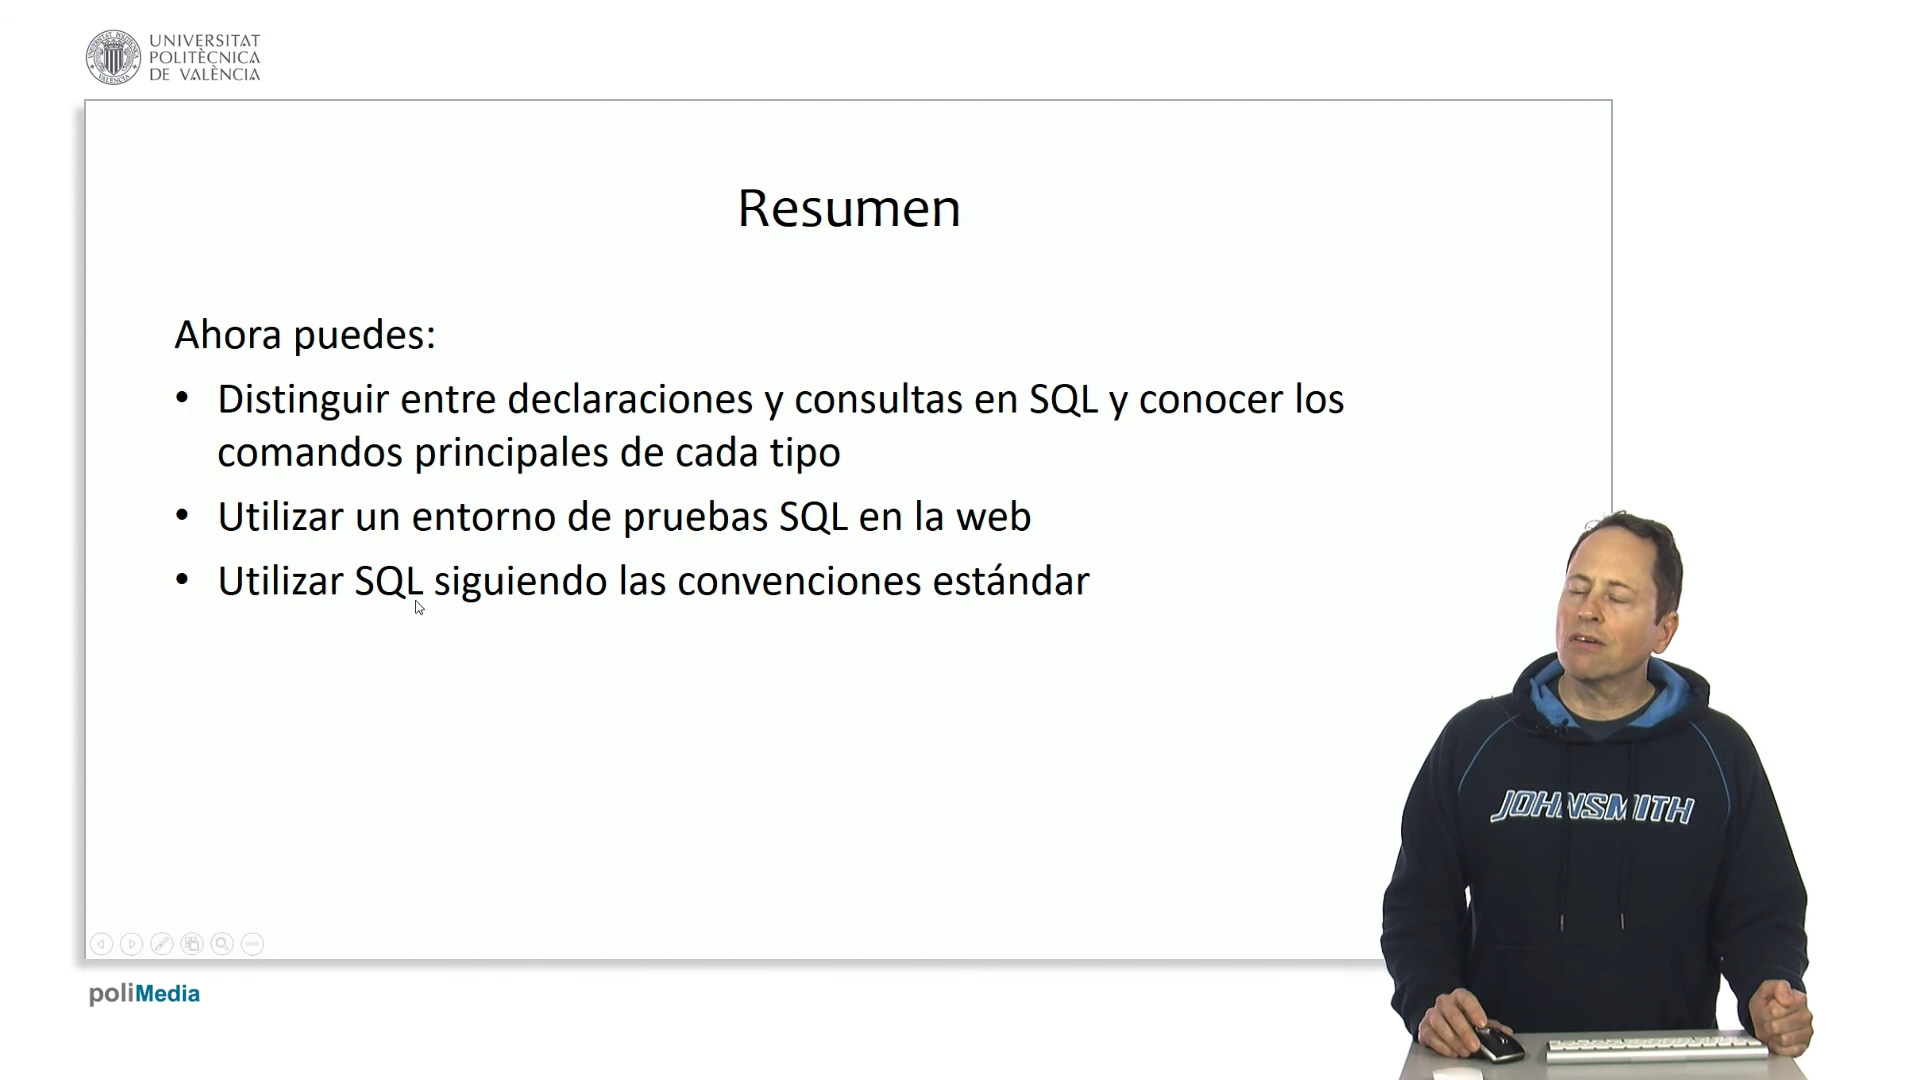 UNIVERSITAT
POLITÈCNICA
DE VALÈNCIA
Resumen
Ahora puedes:
• Distinguir entre declaraciones y consultas en SQL y conocer los
comandos principales de cada tipo
• Utilizar un entorno de pruebas SQL en la web
• Utilizar SQL siguiendo las convenciones estándar
JOHNSMITH
poliMedia